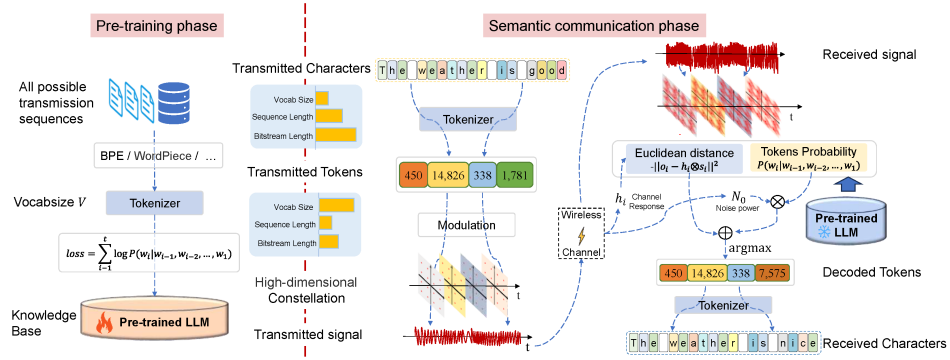 Pre-training phase
All possible
transmission
sequences
BPE / WordPiece / …
Vocabsize V
Tokenizer
loss = ∑_{i=1}^{t} log P(w_i|w_{i-1}, w_{i-2}, …, w_1)
Knowledge
Base
Pre-trained LLM
Semantic communication phase
Transmitted Characters
The weather is good
Vocab Size
Sequence Length
Bitstream Length
Tokenizer
Transmitted Tokens
450 14,826 338 1,781
Vocab Size
Sequence Length
Bitstream Length
Modulation
High-dimensional
Constellation
t
Transmitted signal
t
Wireless
Channel
Received signal
t
Euclidean distance
-||o_i − h_i⊗s_i||²
Tokens Probability
P(w_i|w_{i-1}, w_{i-2}, …, w_1)
h_i
Channel
Response
N_0
Noise power
⊗
Pre-trained
LLM
⊕
argmax
450 14,826 338 7,575
Decoded Tokens
Tokenizer
The weather is nice
Received Characters